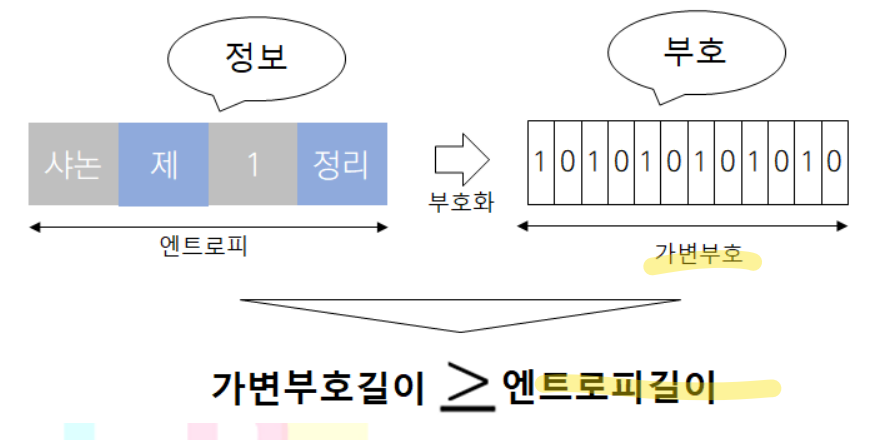 정보
부호
샤논 제 1 정리
1 0 1 0 1 0 1 0 1 0 1 0
부호화
엔트로피
가변부호
가변부호길이 ≥ 엔트로피길이